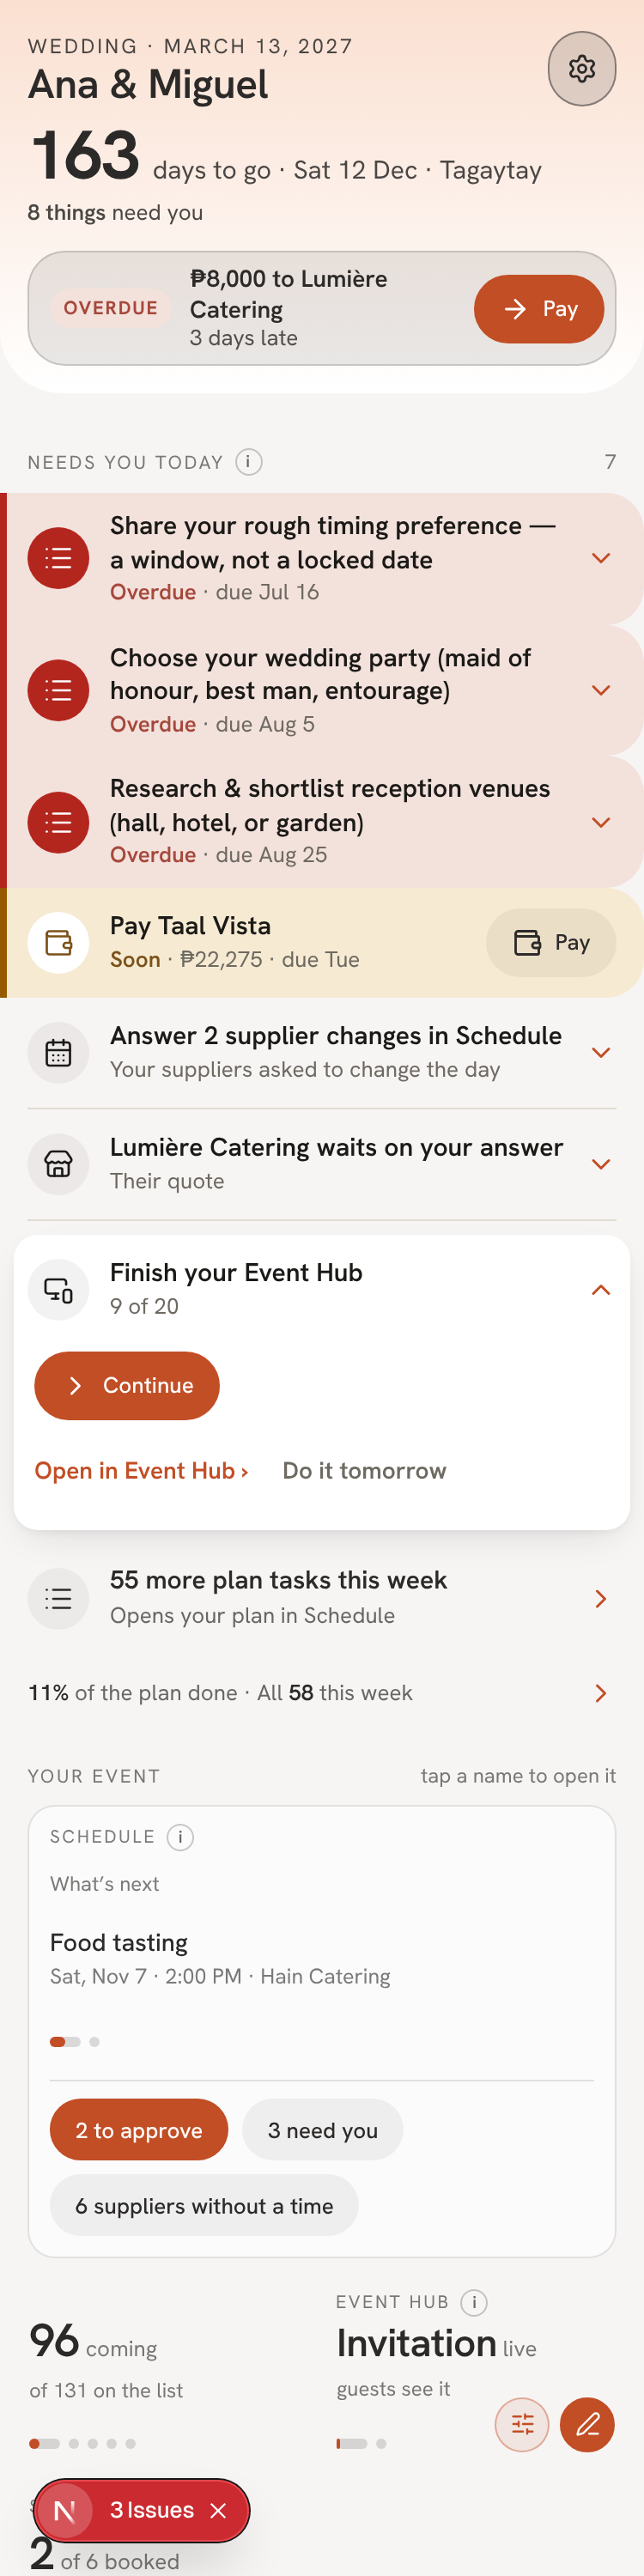 WEDDING · MARCH 13, 2027
Ana & Miguel
163 days to go · Sat 12 Dec · Tagaytay
8 things need you
OVERDUE
₱8,000 to Lumière
Catering
3 days late
Pay
NEEDS YOU TODAY i
7
Share your rough timing preference —
a window, not a locked date
Overdue · due Jul 16
Choose your wedding party (maid of
honour, best man, entourage)
Overdue · due Aug 5
Research & shortlist reception venues
(hall, hotel, or garden)
Overdue · due Aug 25
Pay Taal Vista
Soon · ₱22,275 · due Tue
Pay
Answer 2 supplier changes in Schedule
Your suppliers asked to change the day
Lumière Catering waits on your answer
Their quote
Finish your Event Hub
9 of 20
Continue
Open in Event Hub ›
Do it tomorrow
55 more plan tasks this week
Opens your plan in Schedule
11% of the plan done · All 58 this week
YOUR EVENT
tap a name to open it
SCHEDULE i
What’s next
Food tasting
Sat, Nov 7 · 2:00 PM · Hain Catering
2 to approve
3 need you
6 suppliers without a time
96 coming
of 131 on the list
EVENT HUB i
Invitation live
guests see it
N 3 Issues
2 of 6 booked